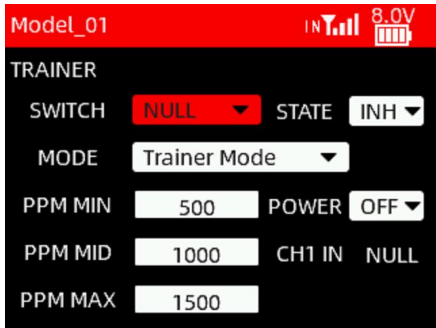 Model_01 IN 8.0V
TRAINER
SWITCH NULL STATE INH
MODE Trainer Mode
PPM MIN 500 POWER OFF
PPM MID 1000 CH1 IN NULL
PPM MAX 1500